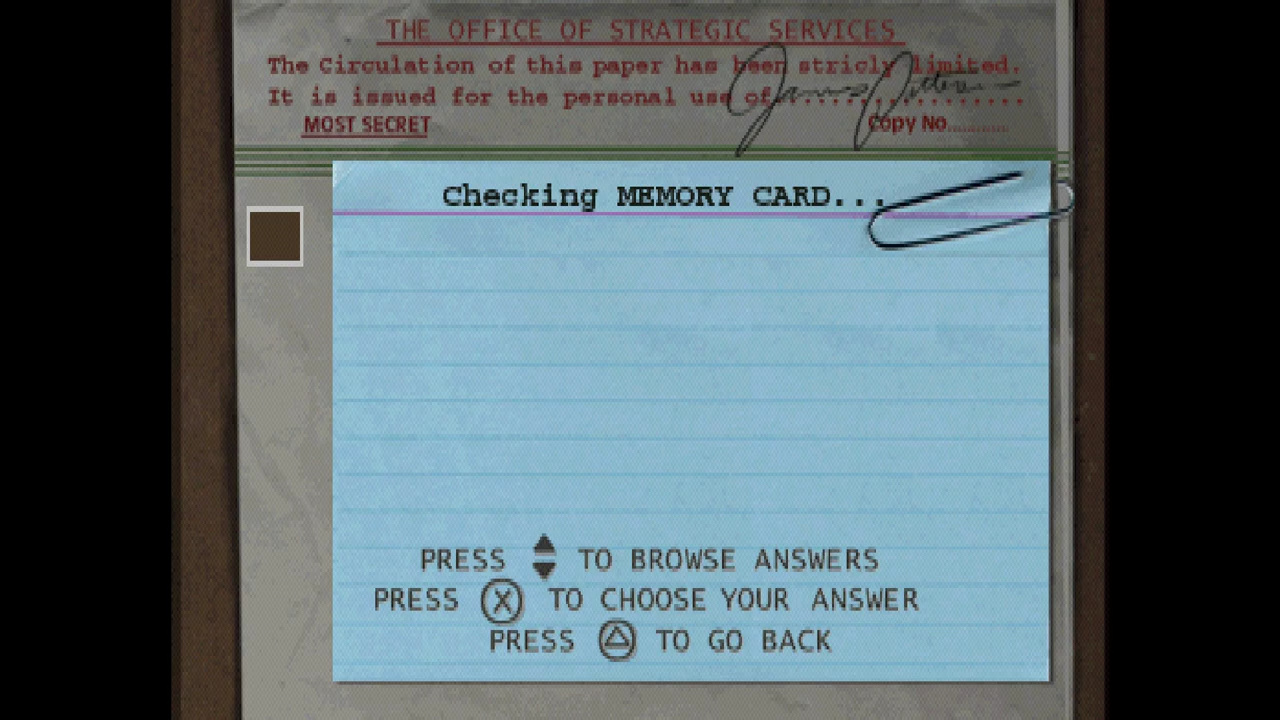 THE OFFICE OF STRATEGIC SERVICES
The Circulation of this paper has been stricly limited.
It is issued for the personal use of..................
MOST SECRET
Copy No............
Checking MEMORY CARD...
PRESS TO BROWSE ANSWERS
PRESS X TO CHOOSE YOUR ANSWER
PRESS TO GO BACK